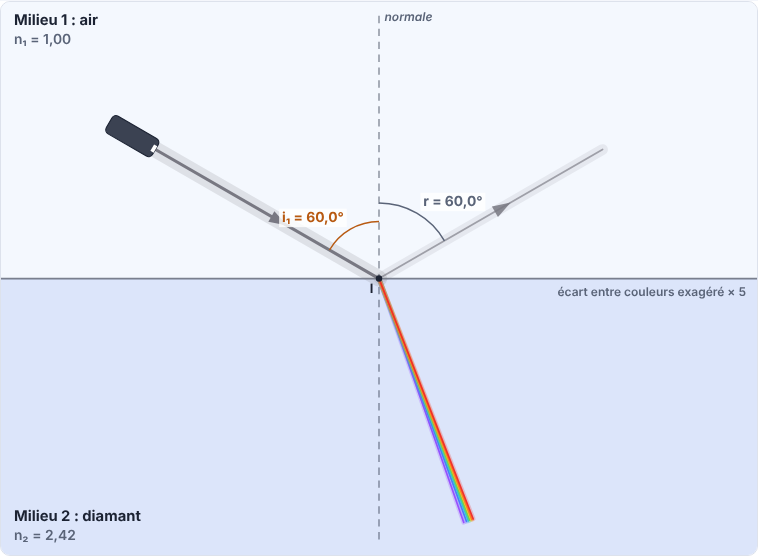 Milieu 1 : air
n₁ = 1,00
normale
i₁ = 60,0°
r = 60,0°
I
écart entre couleurs exagéré × 5
Milieu 2 : diamant
n₂ = 2,42